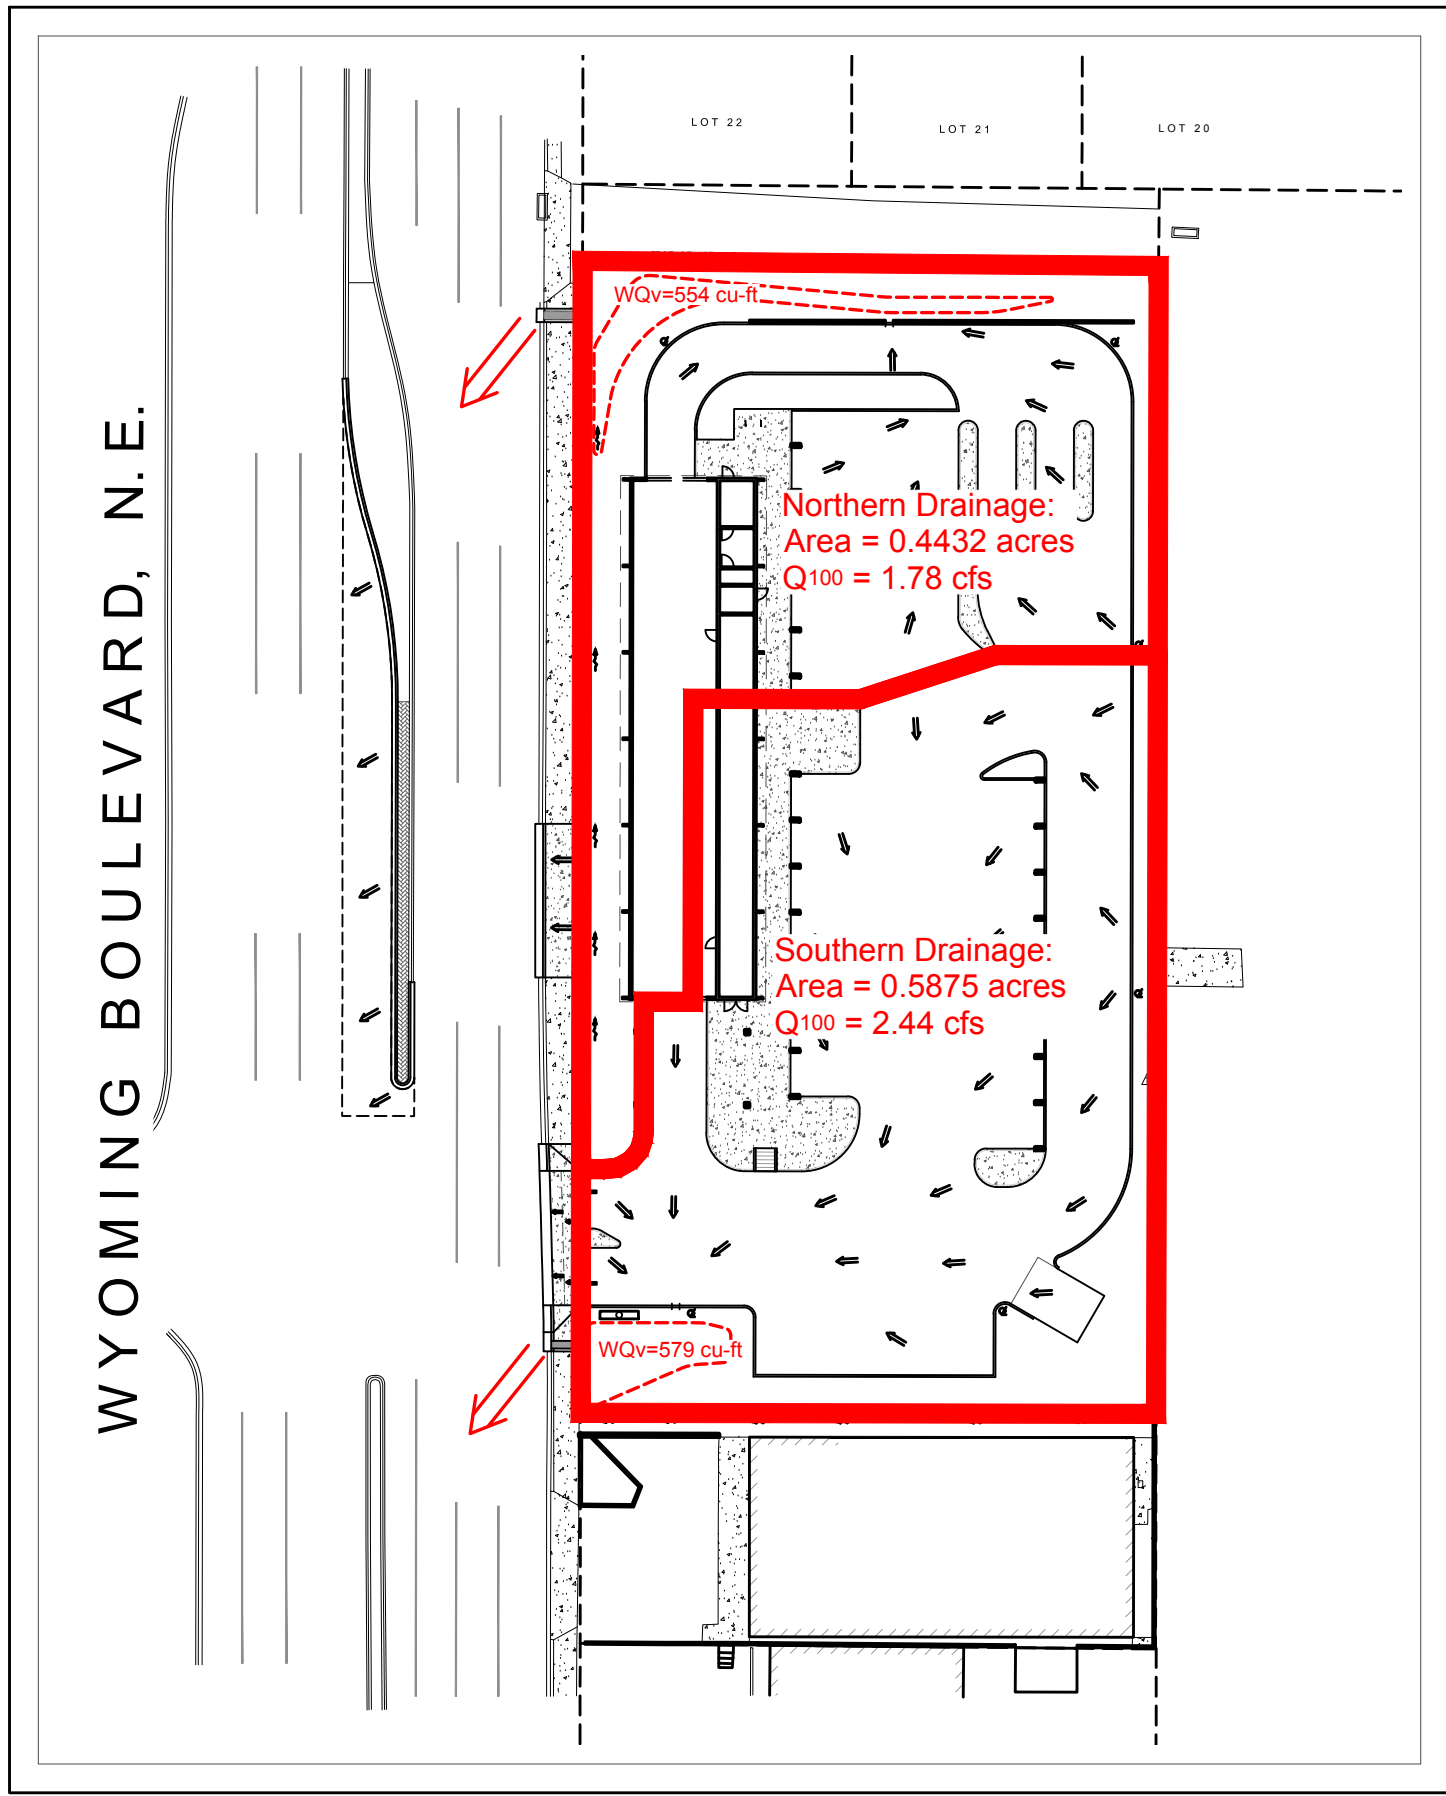 LOT 22
LOT 21
LOT 20
WQv=554 cu-ft
WYOMING BOULEVARD, N.E.
Northern Drainage:
Area = 0.4432 acres
Q100 = 1.78 cfs
Southern Drainage:
Area = 0.5875 acres
Q100 = 2.44 cfs
WQv=579 cu-ft